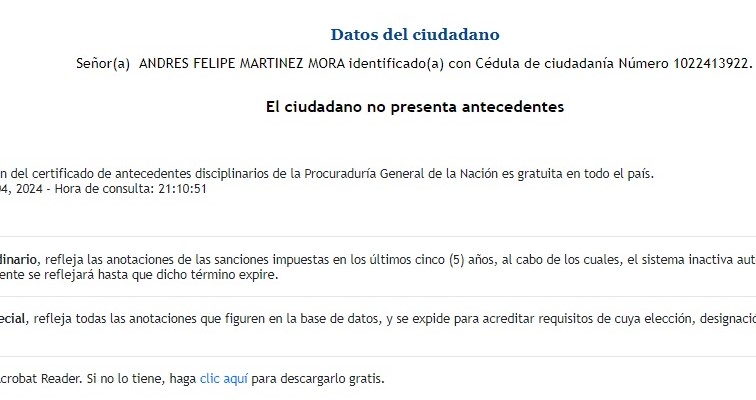 Datos del ciudadano
Señor(a) ANDRES FELIPE MARTINEZ MORA identificado(a) con Cédula de ciudadanía Número 1022413922.
El ciudadano no presenta antecedentes
n del certificado de antecedentes disciplinarios de la Procuraduría General de la Nación es gratuita en todo el país.
04, 2024 - Hora de consulta: 21:10:51
dinario, refleja las anotaciones de las sanciones impuestas en los últimos cinco (5) años, al cabo de los cuales, el sistema inactiva aut
ente se reflejará hasta que dicho término expire.
ecial, refleja todas las anotaciones que figuren en la base de datos, y se expide para acreditar requisitos de cuya elección, designació
Acrobat Reader. Si no lo tiene, haga clic aquí para descargarlo gratis.